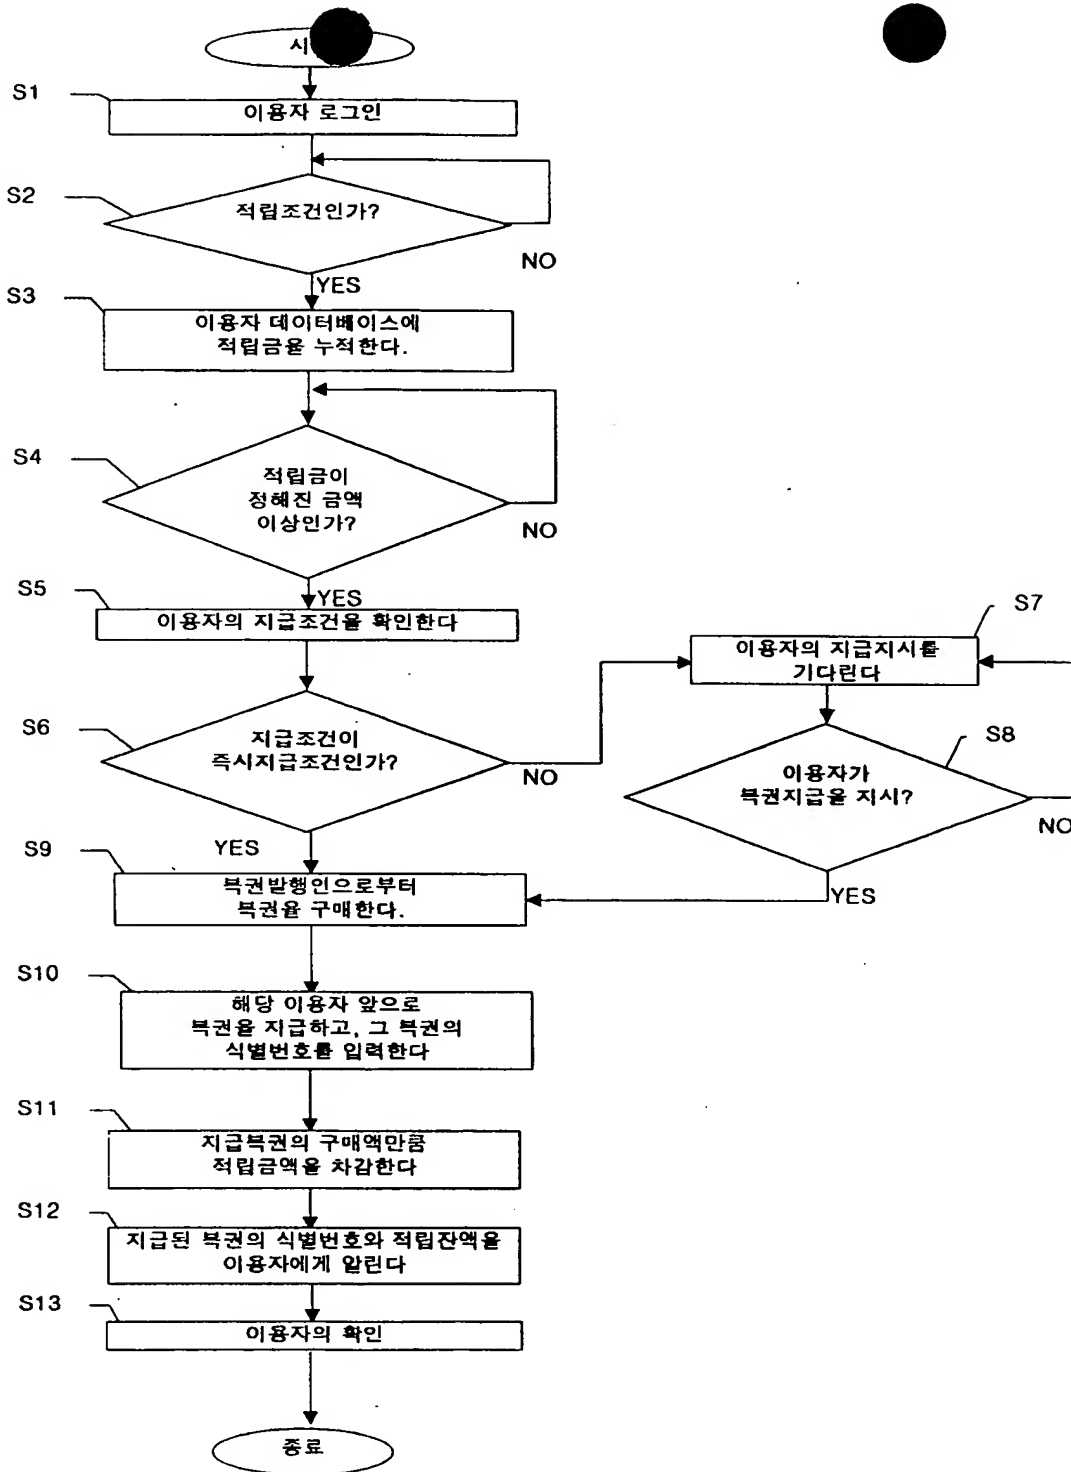 시
S1
이용자 로그인
S2
적립조건인가?
NO
YES
S3
이용자 데이터베이스에
적립금을 누적한다.
S4
적립금이
정해진 금액
이상인가?
NO
YES
S5
이용자의 지급조건을 확인한다
S6
지급조건이
즉시지급조건인가?
NO
YES
S7
이용자의 지급지시를
기다린다
S8
이용자가
복권지급을 지시?
NO
YES
S9
복권발행인으로부터
복권을 구매한다.
S10
해당 이용자 앞으로
복권을 지급하고, 그 복권의
식별번호를 입력한다
S11
지급복권의 구매액만큼
적립금액을 차감한다
S12
지급된 복권의 식별번호와 적립잔액을
이용자에게 알린다
S13
이용자의 확인
종료